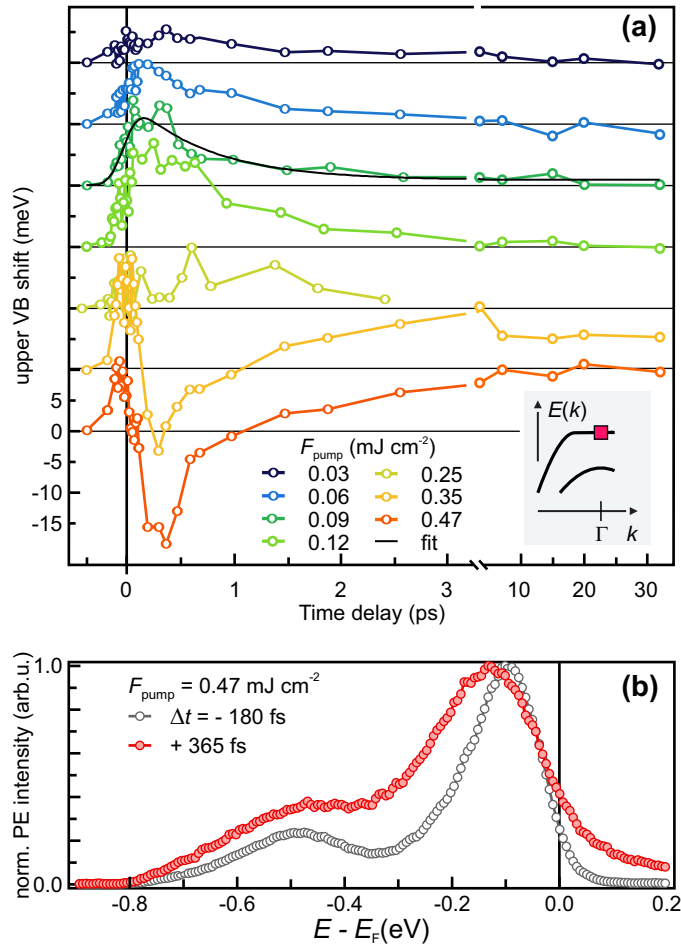 (a)
upper VB shift (meV)
5
0
-5
-10
-15
F_pump (mJ cm⁻²)
0.03 0.25
0.06 0.35
0.09 0.47
0.12 fit
E(k)
Γ k
0 1 2 3 10 20 30
Time delay (ps)
(b)
norm. PE intensity (arb.u.)
1.0
0.0
F_pump = 0.47 mJ cm⁻²
Δt = - 180 fs
+ 365 fs
-0.8 -0.6 -0.4 -0.2 0.0 0.2
E - E_F(eV)